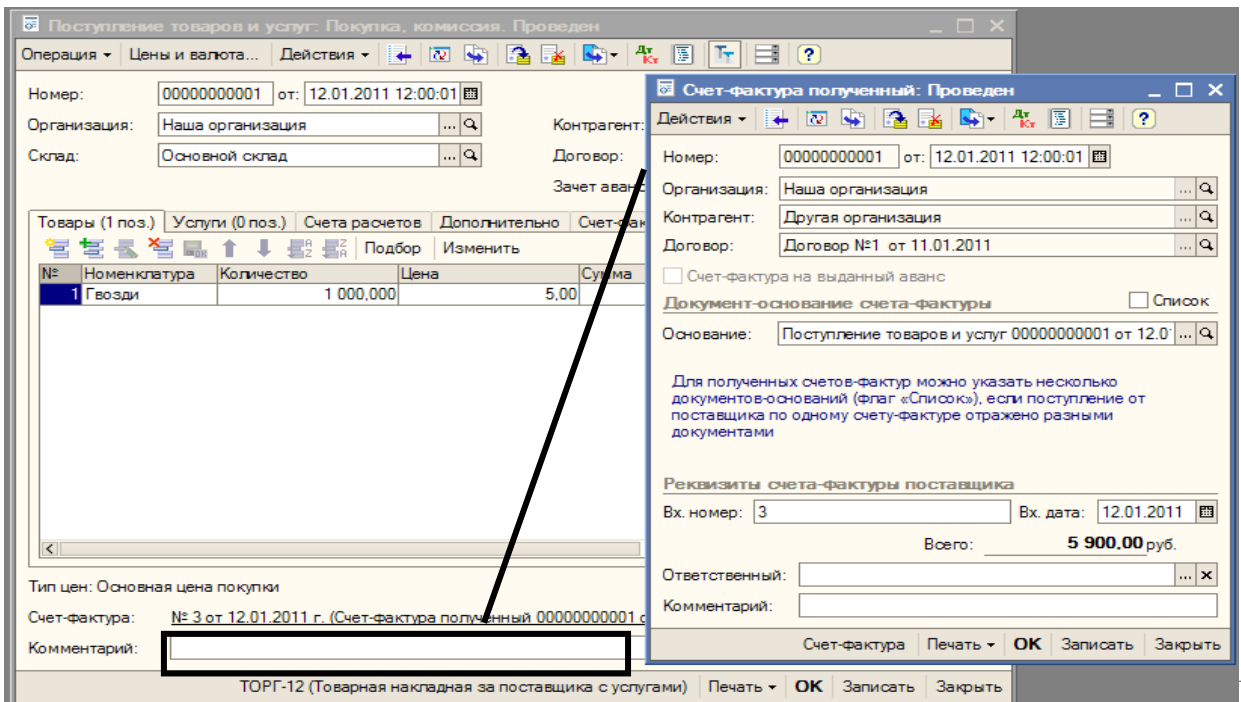 Поступление товаров и услуг: Покупка, комиссия. Проведен
Операция Цены и валюта... Действия
Номер: 00000000001 от: 12.01.2011 12:00:01
Организация: Наша организация
Контрагент:
Склад: Основной склад
Договор:
Зачет аванс
Товары (1 поз.) Услуги (0 поз.) Счета расчетов Дополнительно Счет-фак
Подбор Изменить
№ Номенклатура Количество Цена Сумма
1 Гвозди 1 000,000 5,00
Тип цен: Основная цена покупки
Счет-фактура: № 3 от 12.01.2011 г. (Счет-фактура полученный 00000000001 о
Комментарий:
ТОРГ-12 (Товарная накладная за поставщика с услугами) Печать OK Записать Закрыть
Счет-фактура полученный: Проведен
Действия
Номер: 00000000001 от: 12.01.2011 12:00:01
Организация: Наша организация
Контрагент: Другая организация
Договор: Договор №1 от 11.01.2011
Счет-фактура на выданный аванс
Документ-основание счета-фактуры Список
Основание: Поступление товаров и услуг 00000000001 от 12.0
Для полученных счетов-фактур можно указать несколько
документов-оснований (флаг «Список»), если поступление от
поставщика по одному счету-фактуре отражено разными
документами
Реквизиты счета-фактуры поставщика
Вх. номер: 3 Вх. дата: 12.01.2011
Всего: 5 900,00 руб.
Ответственный:
Комментарий:
Счет-фактура Печать OK Записать Закрыть